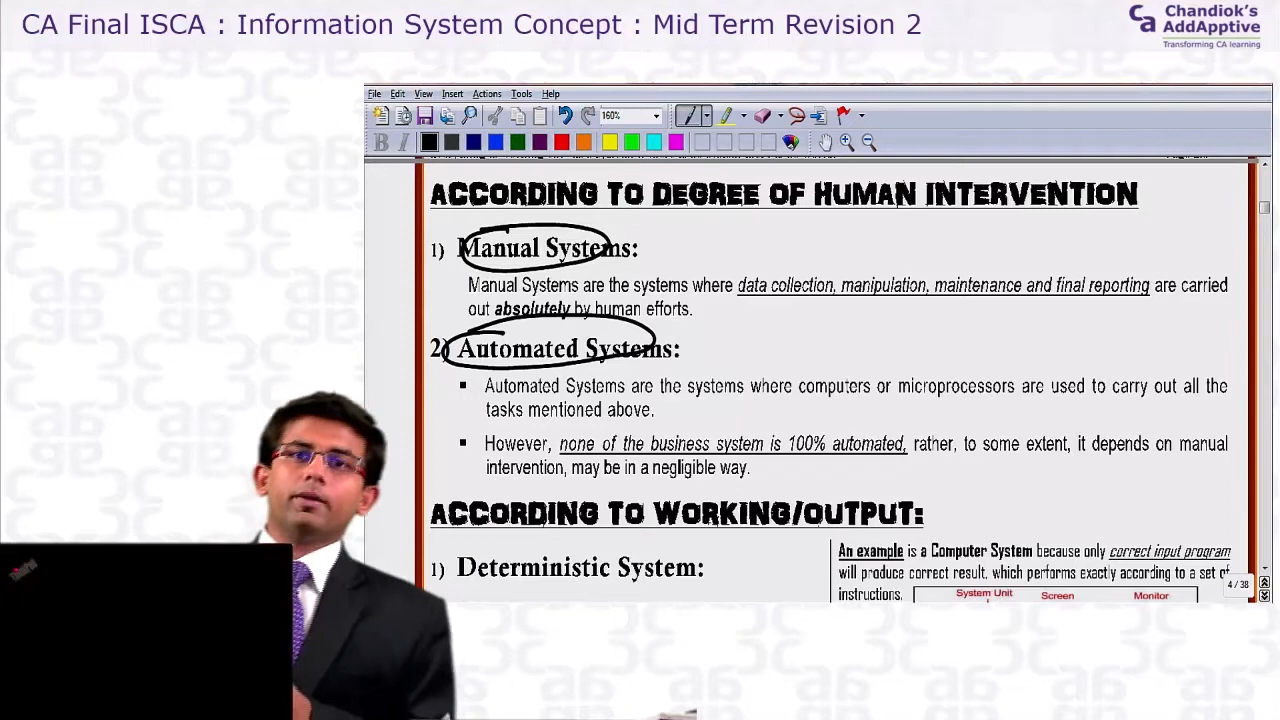 CA Final ISCA : Information System Concept : Mid Term Revision 2
Chandiok's
Ca AddApptive
Transforming CA learning
File Edit View Insert Actions Tools Help
160%
B I
ACCORDING TO DEGREE OF HUMAN INTERVENTION
1) Manual Systems:
Manual Systems are the systems where data collection, manipulation, maintenance and final reporting are carried
out absolutely by human efforts.
2) Automated Systems:
▪ Automated Systems are the systems where computers or microprocessors are used to carry out all the
tasks mentioned above.
▪ However, none of the business system is 100% automated, rather, to some extent, it depends on manual
intervention, may be in a negligible way.
ACCORDING TO WORKING/OUTPUT:
1) Deterministic System:
An example is a Computer System because only correct input program
will produce correct result, which performs exactly according to a set of
instructions.
System Unit Screen Monitor
4 / 38